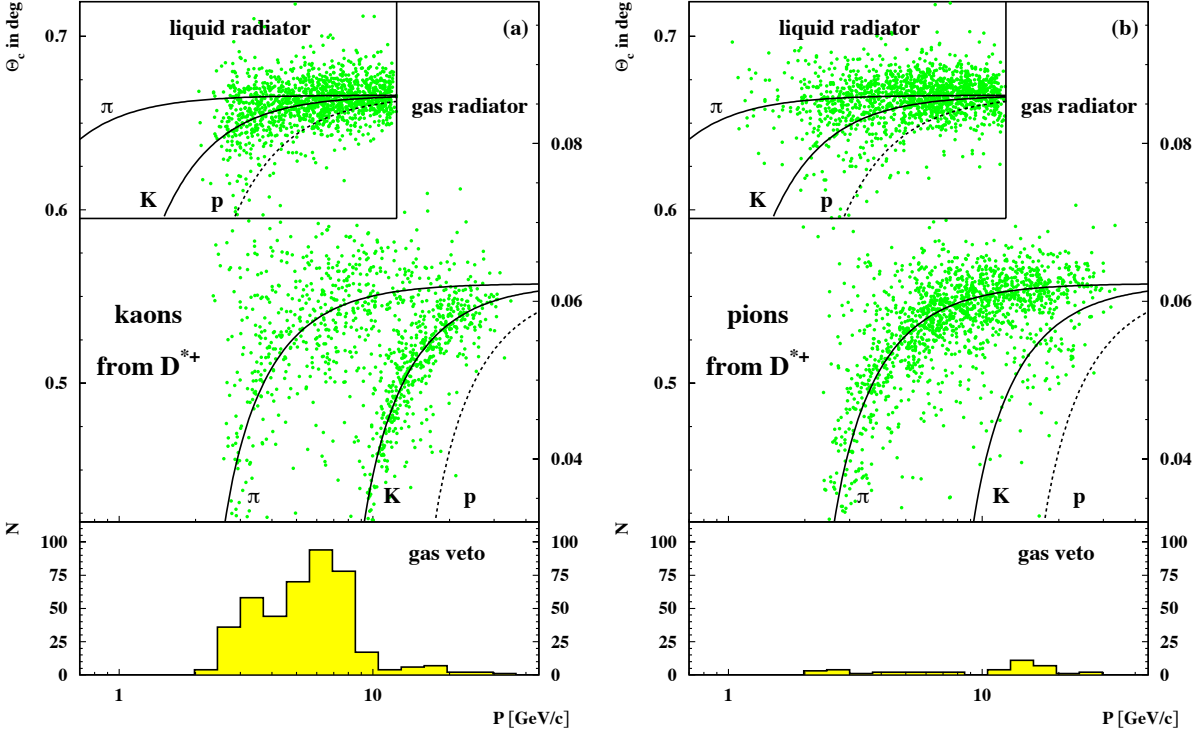 Θc in deg
0.7
0.6
0.5
liquid radiator
(a)
π
K
p
gas radiator
0.08
0.06
0.04
kaons
from D*+
π
K
p
N
100
75
50
25
0
gas veto
100
75
50
25
0
1
10
P [GeV/c]
Θc in deg
0.7
0.6
0.5
liquid radiator
(b)
π
K
p
gas radiator
0.08
0.06
0.04
pions
from D*+
π
K
p
N
100
75
50
25
0
gas veto
100
75
50
25
0
1
10
P [GeV/c]